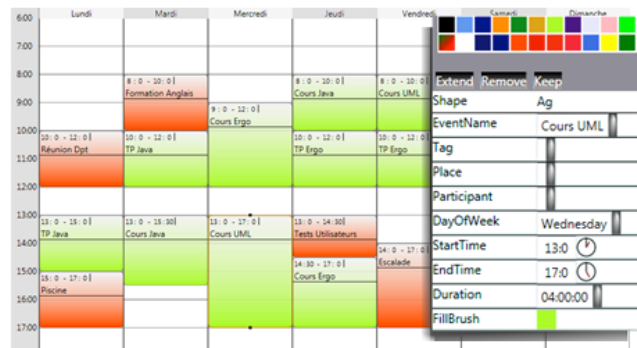 Lundi Mardi Mercredi Jeudi Vendre Samedi Dimanche
6:00
7:00
8:00
8 : 0 - 10: 0 8 : 0 - 10: 0 8 : 0 - 10: 0
Formation Anglais Cours Java Cours UML
9:00
9 : 0 - 12: 0
Cours Ergo
10:00
10: 0 - 12: 0 10: 0 - 12: 0 10: 0 - 12: 0 10: 0 - 12: 0
Réunion Dpt TP Java TP Ergo TP Ergo
11:00
12:00
13:00
13: 0 - 15: 0 13: 0 - 15:30 13: 0 - 17: 0 13: 0 - 14:30
TP Java Cours Java Cours UML Tests Utilisateurs
14:00
14: 0 - 17: 0
Escalade
14:30 - 17: 0
Cours Ergo
15:00
15: 0 - 17: 0
Piscine
16:00
17:00
Extend Remove Keep
Shape Ag
EventName Cours UML
Tag
Place
Participant
DayOfWeek Wednesday
StartTime 13:0
EndTime 17:0
Duration 04:00:00
FillBrush